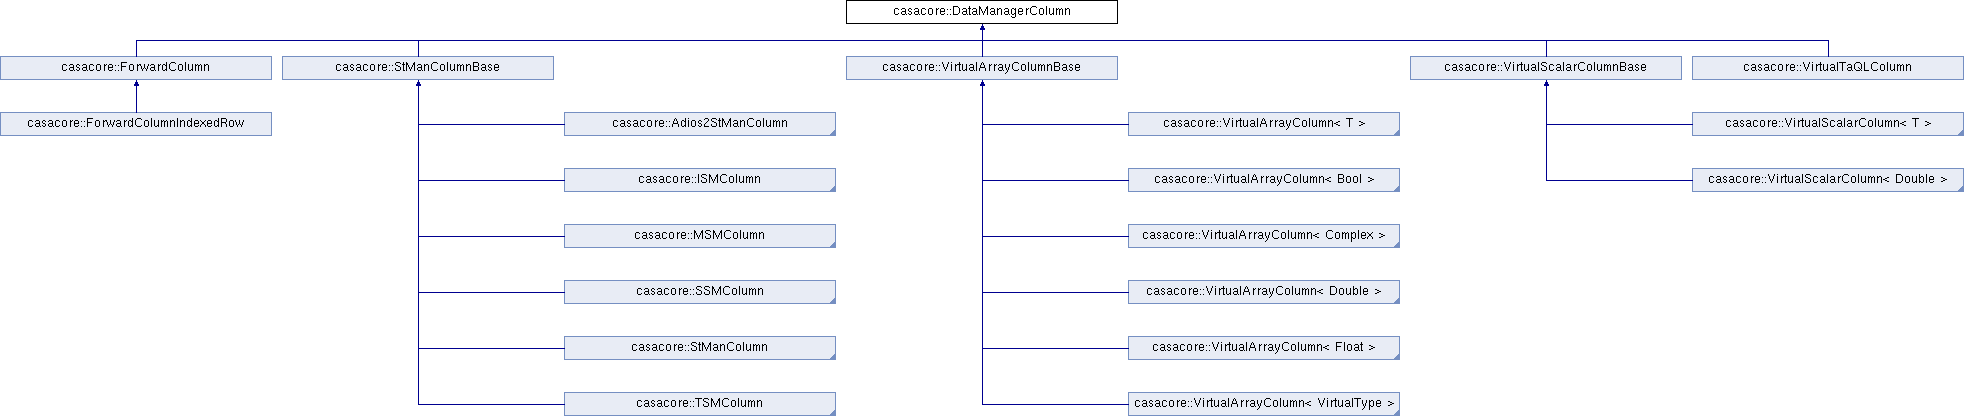 casacore::DataManagerColumn
casacore::ForwardColumn
casacore::StManColumnBase
casacore::VirtualArrayColumnBase
casacore::VirtualScalarColumnBase
casacore::VirtualTaQLColumn
casacore::ForwardColumnIndexedRow
casacore::Adios2StManColumn
casacore::VirtualArrayColumn< T >
casacore::VirtualScalarColumn< T >
casacore::ISMColumn
casacore::VirtualArrayColumn< Bool >
casacore::VirtualScalarColumn< Double >
casacore::MSMColumn
casacore::VirtualArrayColumn< Complex >
casacore::SSMColumn
casacore::VirtualArrayColumn< Double >
casacore::StManColumn
casacore::VirtualArrayColumn< Float >
casacore::TSMColumn
casacore::VirtualArrayColumn< VirtualType >